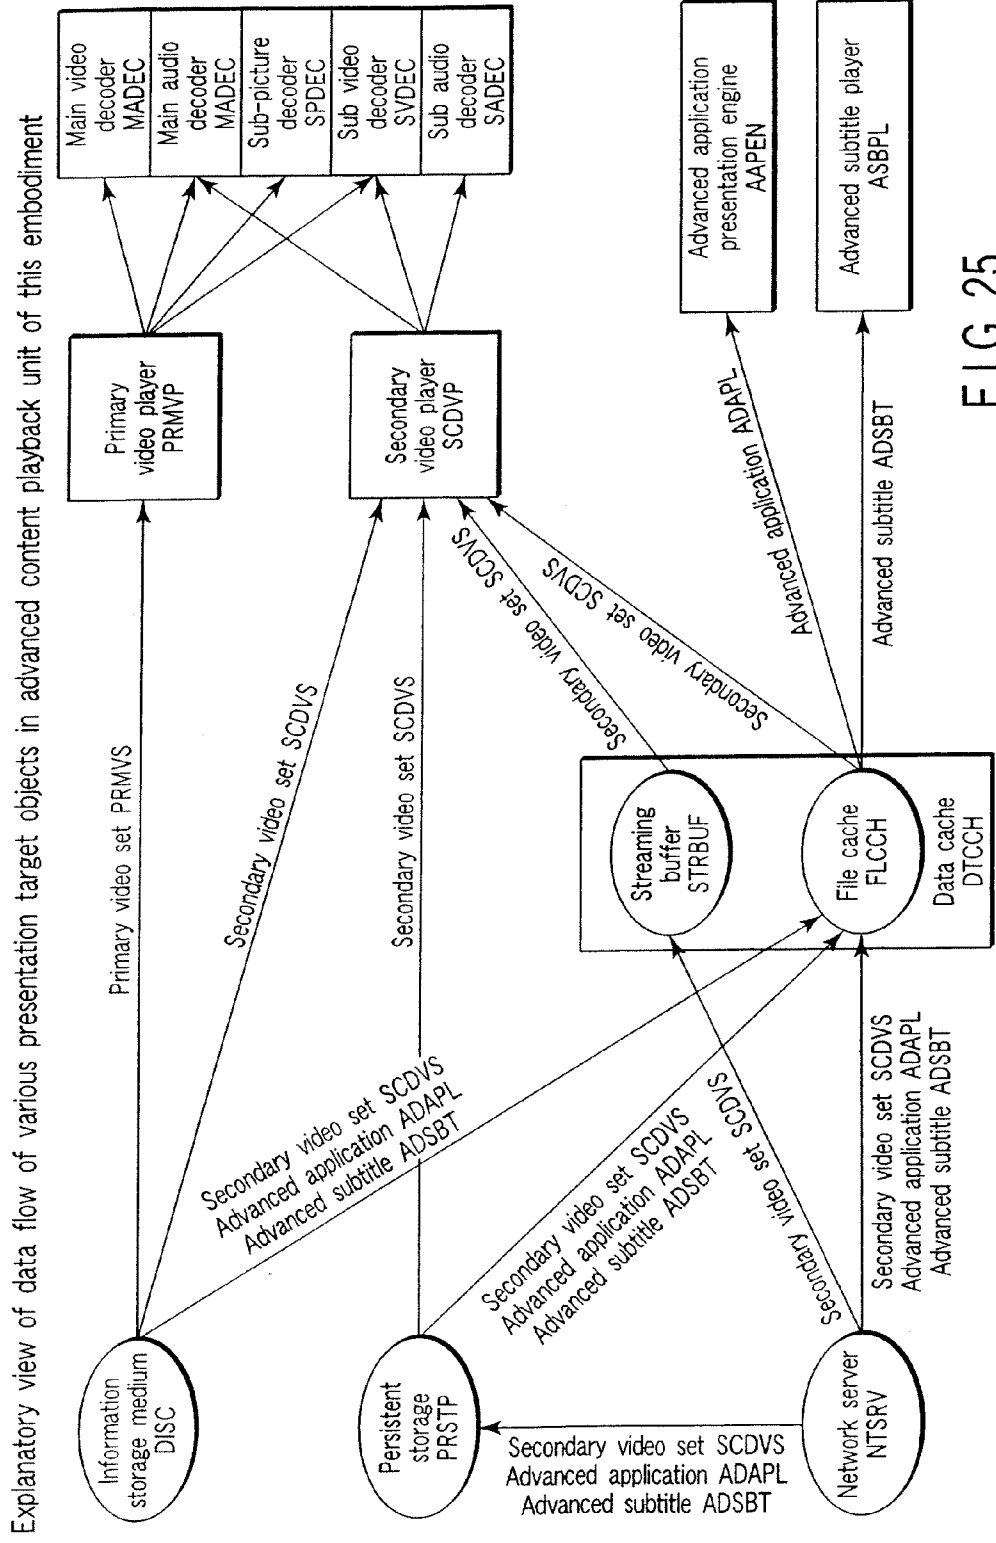 Explanatory view of data flow of various presentation target objects in advanced content playback unit of this embodiment
Information
storage medium
DISC
Primary video set PRMVS
Primary
video player
PRMVP
Main video
decoder
MADEC
Main audio
decoder
MADEC
Sub-picture
decoder
SPDEC
Sub video
decoder
SVDEC
Sub audio
decoder
SADEC
Secondary video set SCDVS
Secondary video set SCDVS
Advanced application ADAPL
Advanced subtitle ADSBT
Persistent
storage
PRSTP
Secondary video set SCDVS
Secondary
video player
SCDVP
Secondary video set SCDVS
Advanced application ADAPL
Advanced subtitle ADSBT
Secondary video set SCDVS
Advanced application ADAPL
Advanced subtitle ADSBT
Secondary video set SCDVS
Streaming
buffer
STRBUF
Secondary video set SCDVS
Secondary video set SCDVS
Network server
NTSRV
Secondary video set SCDVS
Advanced application ADAPL
Advanced subtitle ADSBT
File cache
FLCCH
Data cache
DTCCH
Advanced application ADAPL
Advanced application
presentation engine
AAPEN
Advanced subtitle ADSBT
Advanced subtitle player
ASBPL
FIG. 25